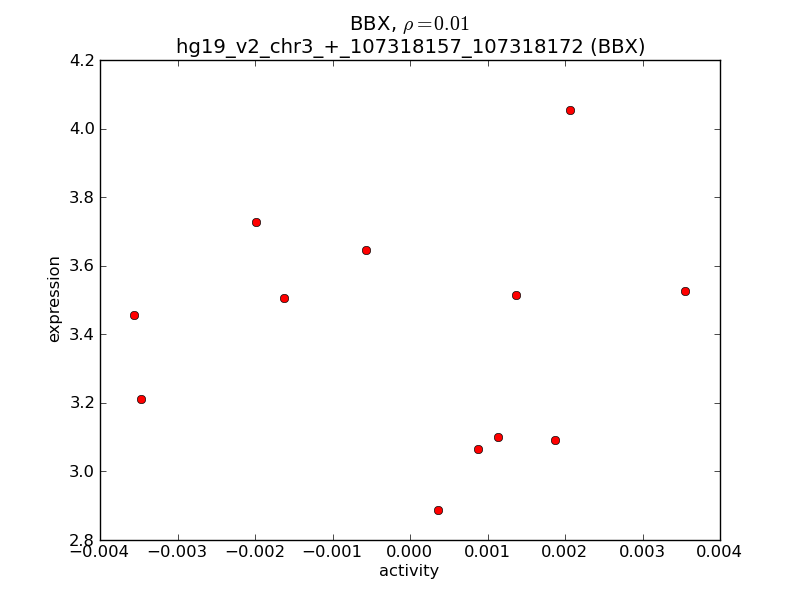 BBX, ρ=0.01
hg19_v2_chr3_+_107318157_107318172 (BBX)
4.2
4.0
3.8
3.6
3.4
3.2
3.0
2.8
expression
−0.004 −0.003 −0.002 −0.001 0.000 0.001 0.002 0.003 0.004
activity